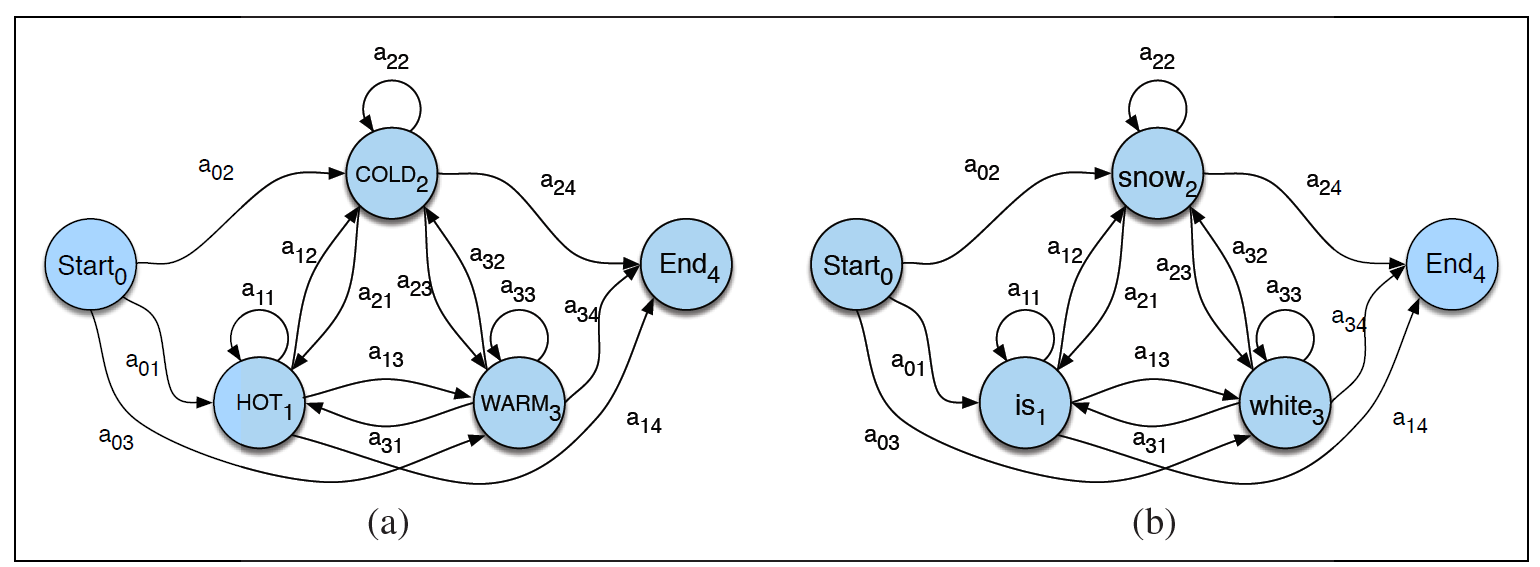 a22
a02
COLD2
a24
Start0
a12
a32
End4
a11
a21
a23
a33
a34
a01
a13
HOT1
WARM3
a03
a31
a14
(a)
a22
a02
snow2
a24
Start0
a12
a32
End4
a11
a21
a23
a33
a34
a01
a13
is1
white3
a03
a31
a14
(b)